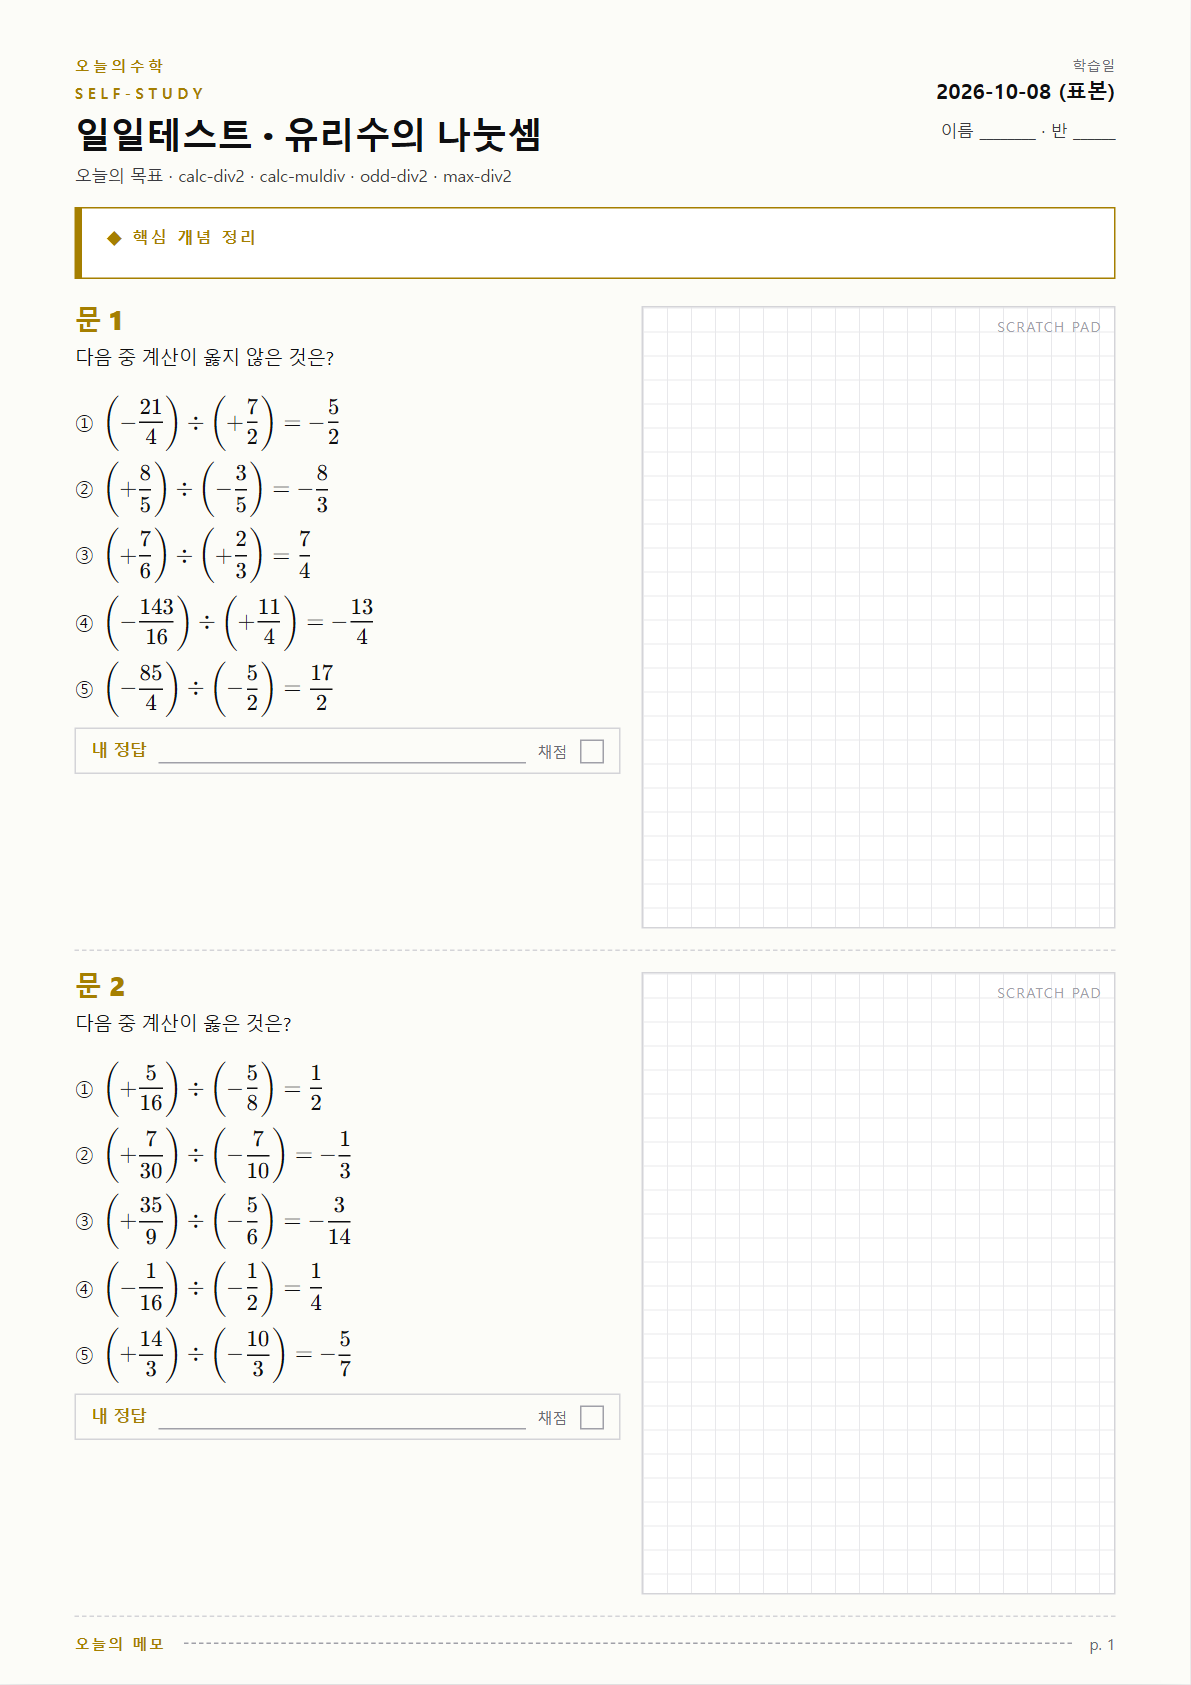 오늘의수학
SELF-STUDY
일일테스트 · 유리수의 나눗셈
오늘의 목표 · calc-div2 · calc-muldiv · odd-div2 · max-div2
학습일
2026-10-08 (표본)
이름 ______ · 반 _____
◆ 핵심 개념 정리
문 1
다음 중 계산이 옳지 않은 것은?
① (−21/4) ÷ (+7/2) = −5/2
② (+8/5) ÷ (−3/5) = −8/3
③ (+7/6) ÷ (+2/3) = 7/4
④ (−143/16) ÷ (+11/4) = −13/4
⑤ (−85/4) ÷ (−5/2) = 17/2
내 정답
채점
SCRATCH PAD
문 2
다음 중 계산이 옳은 것은?
① (+5/16) ÷ (−5/8) = 1/2
② (+7/30) ÷ (−7/10) = −1/3
③ (+35/9) ÷ (−5/6) = −3/14
④ (−1/16) ÷ (−1/2) = 1/4
⑤ (+14/3) ÷ (−10/3) = −5/7
내 정답
채점
SCRATCH PAD
오늘의 메모
p. 1